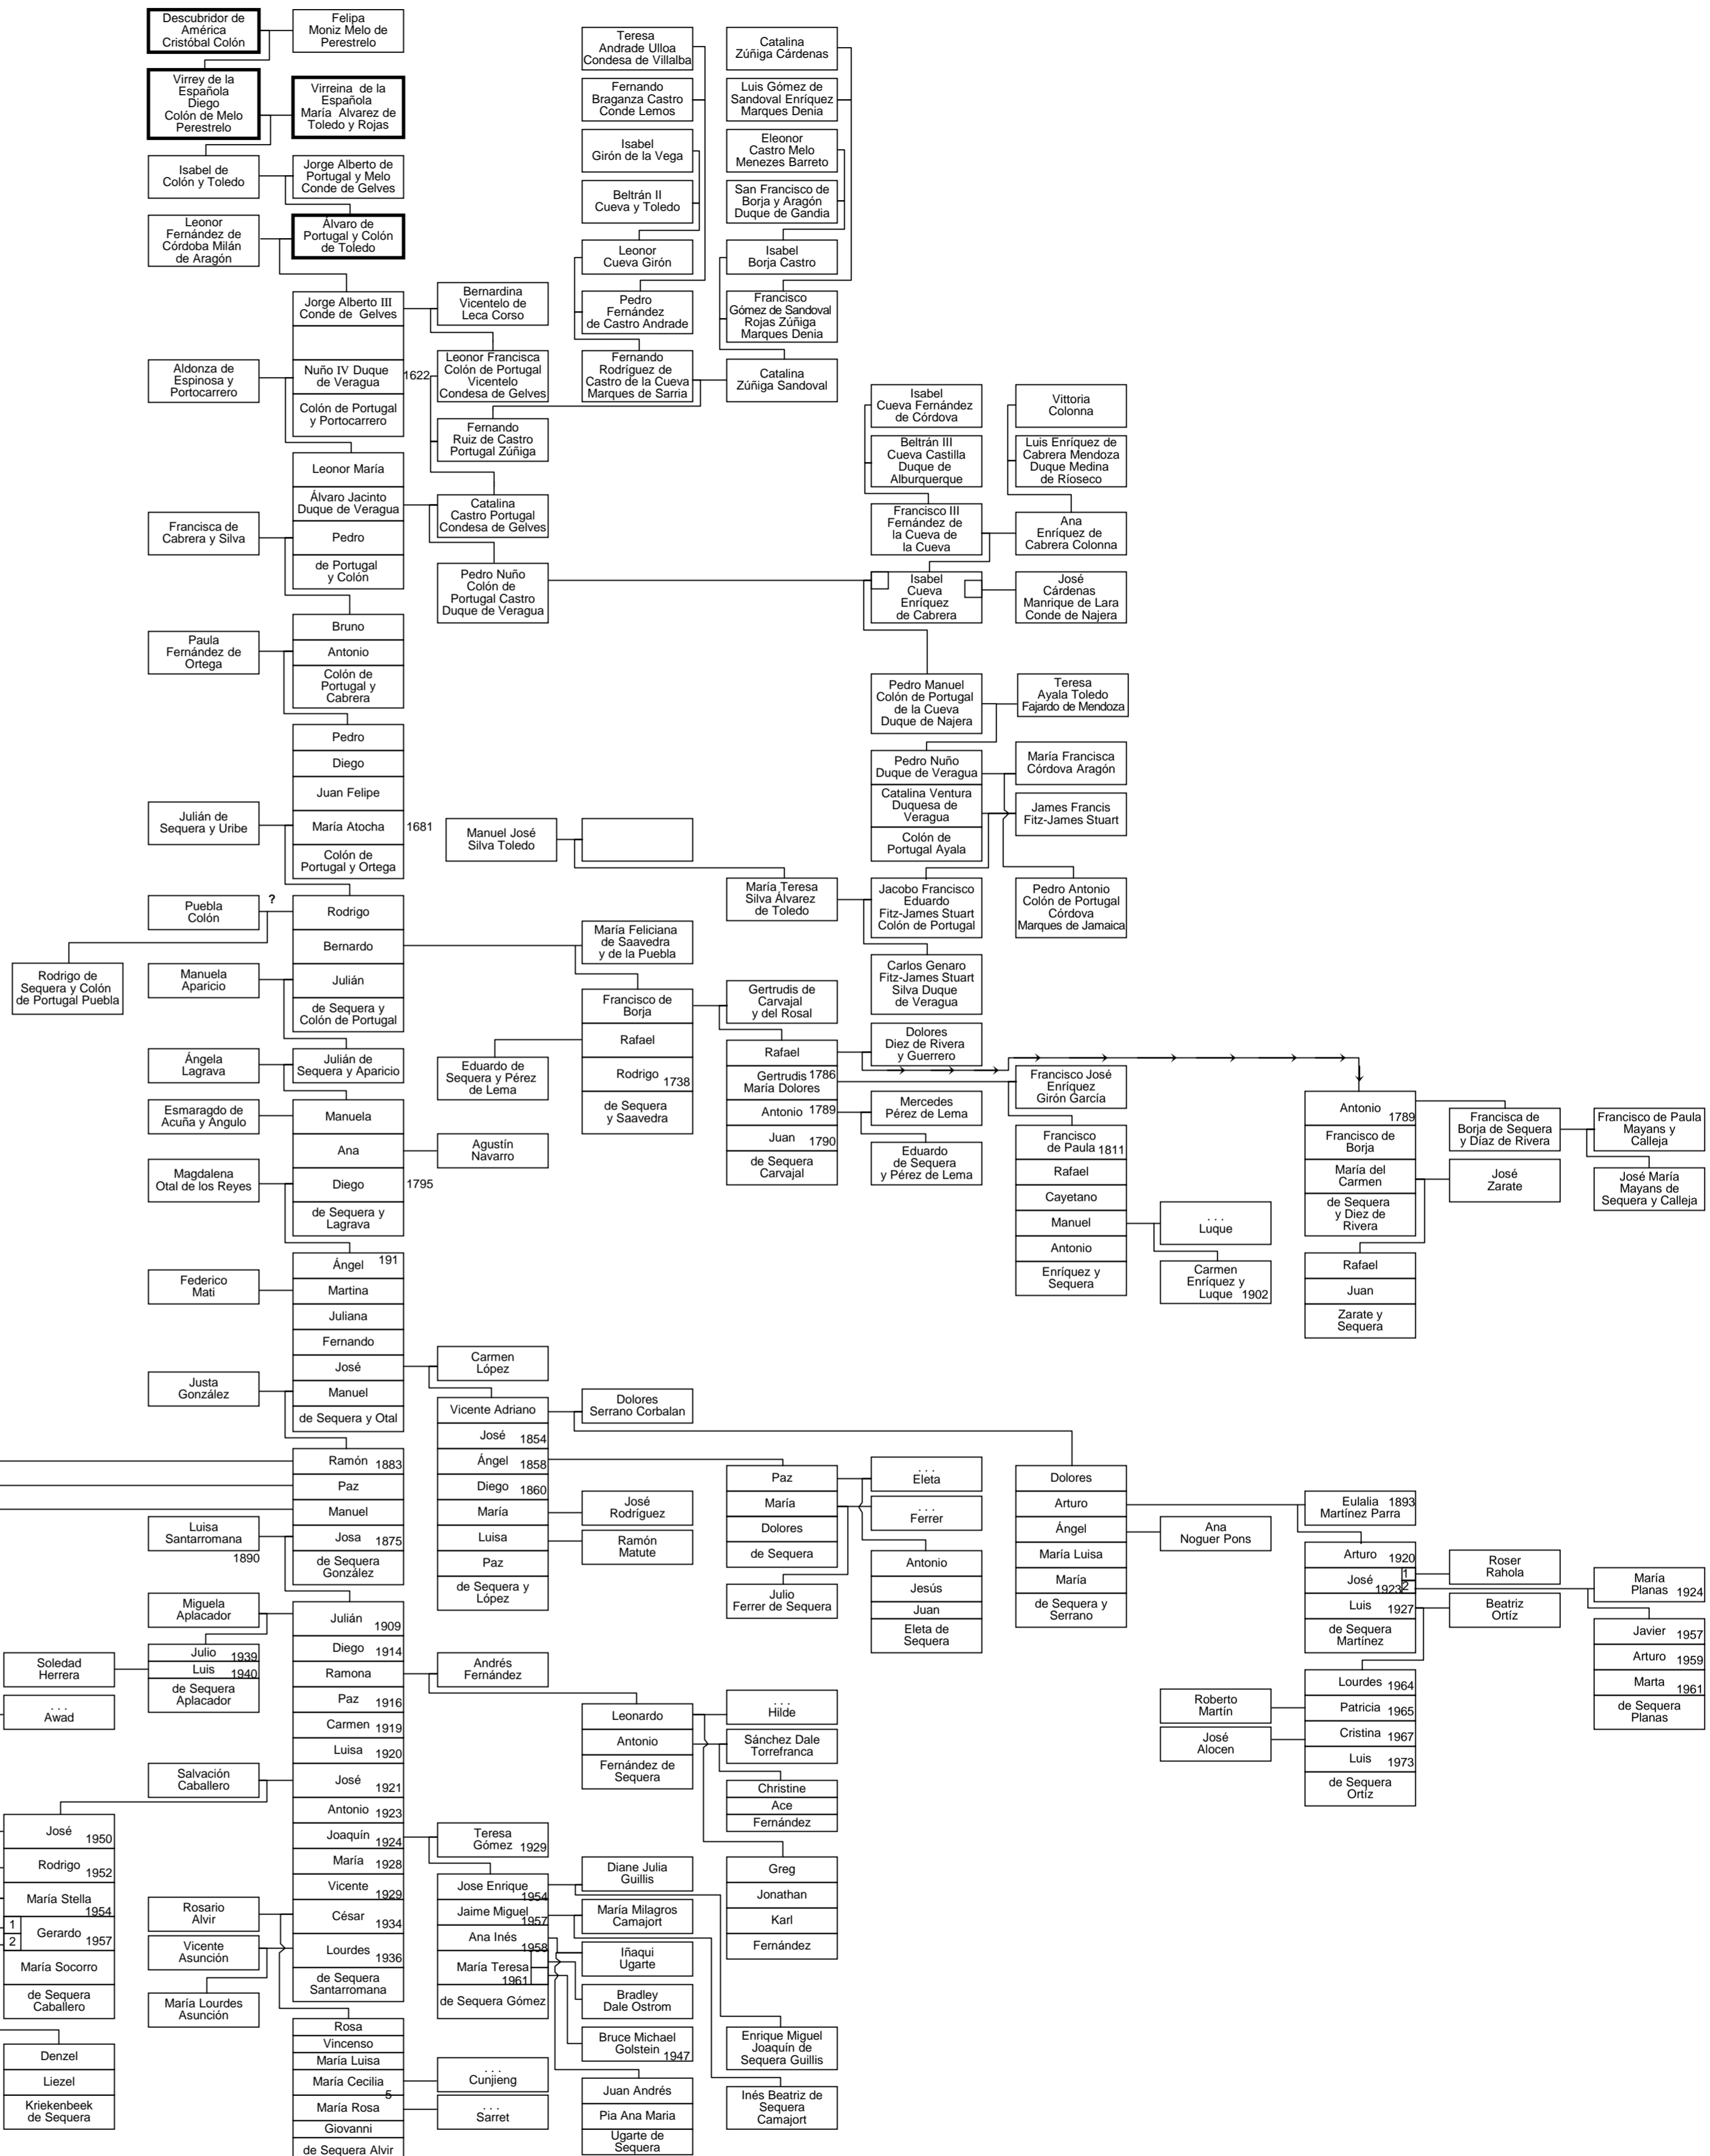 Descubridor de
América
Cristóbal Colón
Felipa
Moniz Melo de
Perestrelo
Virrey de la
Española
Diego
Colón de Melo
Perestrelo
Virreina de la
Española
María Alvarez de
Toledo y Rojas
Isabel de
Colón y Toledo
Jorge Alberto de
Portugal y Melo
Conde de Gelves
Leonor
Fernández de
Córdoba Milán
de Aragón
Álvaro de
Portugal y Colón
de Toledo
Teresa
Andrade Ulloa
Condesa de Villalba
Catalina
Zúñiga Cárdenas
Fernando
Braganza Castro
Conde Lemos
Luis Gómez de
Sandoval Enríquez
Marques Denia
Isabel
Girón de la Vega
Eleonor
Castro Melo
Menezes Barreto
Beltrán II
Cueva y Toledo
San Francisco de
Borja y Aragón
Duque de Gandia
Leonor
Cueva Girón
Isabel
Borja Castro
Jorge Alberto III
Conde de Gelves
Bernardina
Vicentelo de
Leca Corso
Pedro
Fernández
de Castro Andrade
Francisco
Gómez de Sandoval
Rojas Zúñiga
Marques Denia
Aldonza de
Espinosa y
Portocarrero
Nuño IV Duque
de Veragua
1622
Colón de Portugal
y Portocarrero
Leonor Francisca
Colón de Portugal
Vicentelo
Condesa de Gelves
Fernando
Rodríguez de
Castro de la Cueva
Marques de Sarria
Catalina
Zúñiga Sandoval
Fernando
Ruiz de Castro
Portugal Zúñiga
Isabel
Cueva Fernández
de Córdova
Vittoria
Colonna
Beltrán III
Cueva Castilla
Duque de
Alburquerque
Luis Enríquez de
Cabrera Mendoza
Duque Medina
de Ríoseco
Leonor María
Álvaro Jacinto
Duque de Veragua
Francisca de
Cabrera y Silva
Pedro
de Portugal
y Colón
Catalina
Castro Portugal
Condesa de Gelves
Francisco III
Fernández de
la Cueva de
la Cueva
Ana
Enríquez de
Cabrera Colonna
Pedro Nuño
Colón de
Portugal Castro
Duque de Veragua
Isabel
Cueva
Enríquez
de Cabrera
José
Cárdenas
Manrique de Lara
Conde de Najera
Paula
Fernández de
Ortega
Bruno
Antonio
Colón de
Portugal y
Cabrera
Pedro Manuel
Colón de Portugal
de la Cueva
Duque de Najera
Teresa
Ayala Toledo
Fajardo de Mendoza
Pedro
Diego
Juan Felipe
Julián de
Sequera y Uribe
María Atocha
1681
Colón de
Portugal y Ortega
Pedro Nuño
Duque de Veragua
Catalina Ventura
Duquesa de
Veragua
Colón de
Portugal Ayala
María Francisca
Córdova Aragón
James Francis
Fitz-James Stuart
Manuel José
Silva Toledo
María Teresa
Silva Álvarez
de Toledo
Jacobo Francisco
Eduardo
Fitz-James Stuart
Colón de Portugal
Pedro Antonio
Colón de Portugal
Córdova
Marques de Jamaica
Carlos Genaro
Fitz-James Stuart
Silva Duque
de Veragua
Puebla
Colón
?
Rodrigo
Bernardo
Rodrigo de
Sequera y Colón
de Portugal Puebla
Manuela
Aparicio
Julián
de Sequera y
Colón de Portugal
María Feliciana
de Saavedra
y de la Puebla
Francisco de
Borja
Rafael
Rodrigo
1738
de Sequera
y Saavedra
Gertrudis de
Carvajal
y del Rosal
Ángela
Lagrava
Julián de
Sequera y Aparicio
Eduardo de
Sequera y Pérez
de Lema
Rafael
Gertrudis 1786
María Dolores
Antonio 1789
Juan 1790
de Sequera
Carvajal
Dolores
Diez de Rivera
y Guerrero
Mercedes
Pérez de Lema
Eduardo
de Sequera
y Pérez de Lema
Francisco José
Enríquez
Girón García
Francisco
de Paula 1811
Rafael
Cayetano
Manuel
Antonio
Enríquez y
Sequera
. . .
Luque
Carmen
Enríquez y
Luque 1902
Antonio
1789
Francisco de
Borja
María del
Carmen
de Sequera
y Diez de
Rivera
Francisca de
Borja de Sequera
y Díaz de Rivera
Francisco de Paula
Mayans y
Calleja
José
Zarate
José María
Mayans de
Sequera y Calleja
Rafael
Juan
Zarate y
Sequera
Esmaragdo de
Acuña y Angulo
Manuela
Ana
Agustín
Navarro
Magdalena
Otal de los Reyes
Diego
1795
de Sequera y
Lagrava
Ángel 191
Federico
Mati
Martina
Juliana
Fernando
José
Carmen
López
Justa
González
Manuel
de Sequera y Otal
Vicente Adriano
José 1854
Ángel 1858
Diego 1860
María
Luisa
Paz
de Sequera y
López
Dolores
Serrano Corbalan
José
Rodríguez
Ramón
Matute
Ramón 1883
Paz
Manuel
Luisa
Santarromana
1890
Josa 1875
de Sequera
González
Paz
María
Dolores
de Sequera
Julio
Ferrer de Sequera
. . .
Eleta
. . .
Ferrer
Antonio
Jesús
Juan
Eleta de
Sequera
Dolores
Arturo
Ángel
María Luisa
María
de Sequera y
Serrano
Ana
Noguer Pons
Eulalia 1893
Martínez Parra
Arturo 1920
José 1923
1
2
Luis 1927
de Sequera
Martínez
Roser
Rahola
Beatriz
Ortíz
María
Planas 1924
Javier 1957
Arturo 1959
Marta 1961
de Sequera
Planas
Lourdes 1964
Patricia 1965
Cristina 1967
Luis 1973
de Sequera
Ortíz
Roberto
Martín
José
Alocen
Miguela
Aplacador
Julián 1909
Diego 1914
Ramona
Paz 1916
Carmen 1919
Luisa 1920
José 1921
Antonio 1923
Joaquín 1924
María 1928
Vicente 1929
César 1934
Lourdes 1936
de Sequera
Santarromana
Soledad
Herrera
Julio 1939
Luis 1940
de Sequera
Aplacador
. . .
Awad
Andrés
Fernández
Leonardo
Antonio
Fernández de
Sequera
. . .
Hilde
Sánchez Dale
Torrefranca
Christine
Ace
Fernández
Greg
Jonathan
Karl
Fernández
Salvación
Caballero
José 1950
Rodrigo 1952
María Stella
1954
1
2
Gerardo 1957
María Socorro
de Sequera
Caballero
Denzel
Liezel
Kriekenbeek
de Sequera
Rosario
Alvir
Vicente
Asunción
María Lourdes
Asunción
Teresa
Gómez 1929
Jose Enrique
1954
Jaime Miguel
1957
Ana Inés
1958
María Teresa
1961
de Sequera Gómez
Diane Julia
Guillis
María Milagros
Camajort
Iñaqui
Ugarte
Bradley
Dale Ostrom
Bruce Michael
Golstein 1947
Enrique Miguel
Joaquín de
Sequera Guillis
Inés Beatriz de
Sequera
Camajort
Juan Andrés
Pia Ana Maria
Ugarte de
Sequera
Rosa
Vincenso
María Luisa
María Cecilia
5
María Rosa
Giovanni
de Sequera Alvir
. . .
Cunjieng
. . .
Sarret